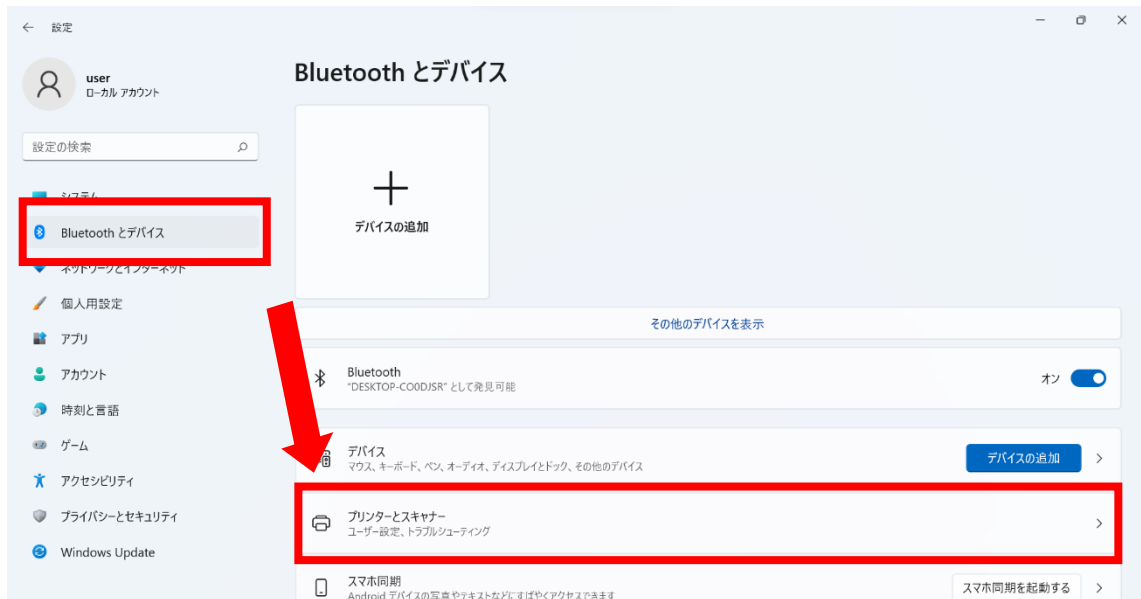 設定
user
ローカル アカウント
設定の検索
システム
Bluetooth とデバイス
ネットワークとインターネット
個人用設定
アプリ
アカウント
時刻と言語
ゲーム
アクセシビリティ
プライバシーとセキュリティ
Windows Update
Bluetooth とデバイス
デバイスの追加
その他のデバイスを表示
Bluetooth
"DESKTOP-CO0DJSR" として発見可能
オン
デバイス
マウス、キーボード、ペン、オーディオ、ディスプレイとドック、その他のデバイス
デバイスの追加
プリンターとスキャナー
ユーザー設定、トラブルシューティング
スマホ同期
Android デバイスの写真やテキストなどにすばやくアクセスできます
スマホ同期を起動する